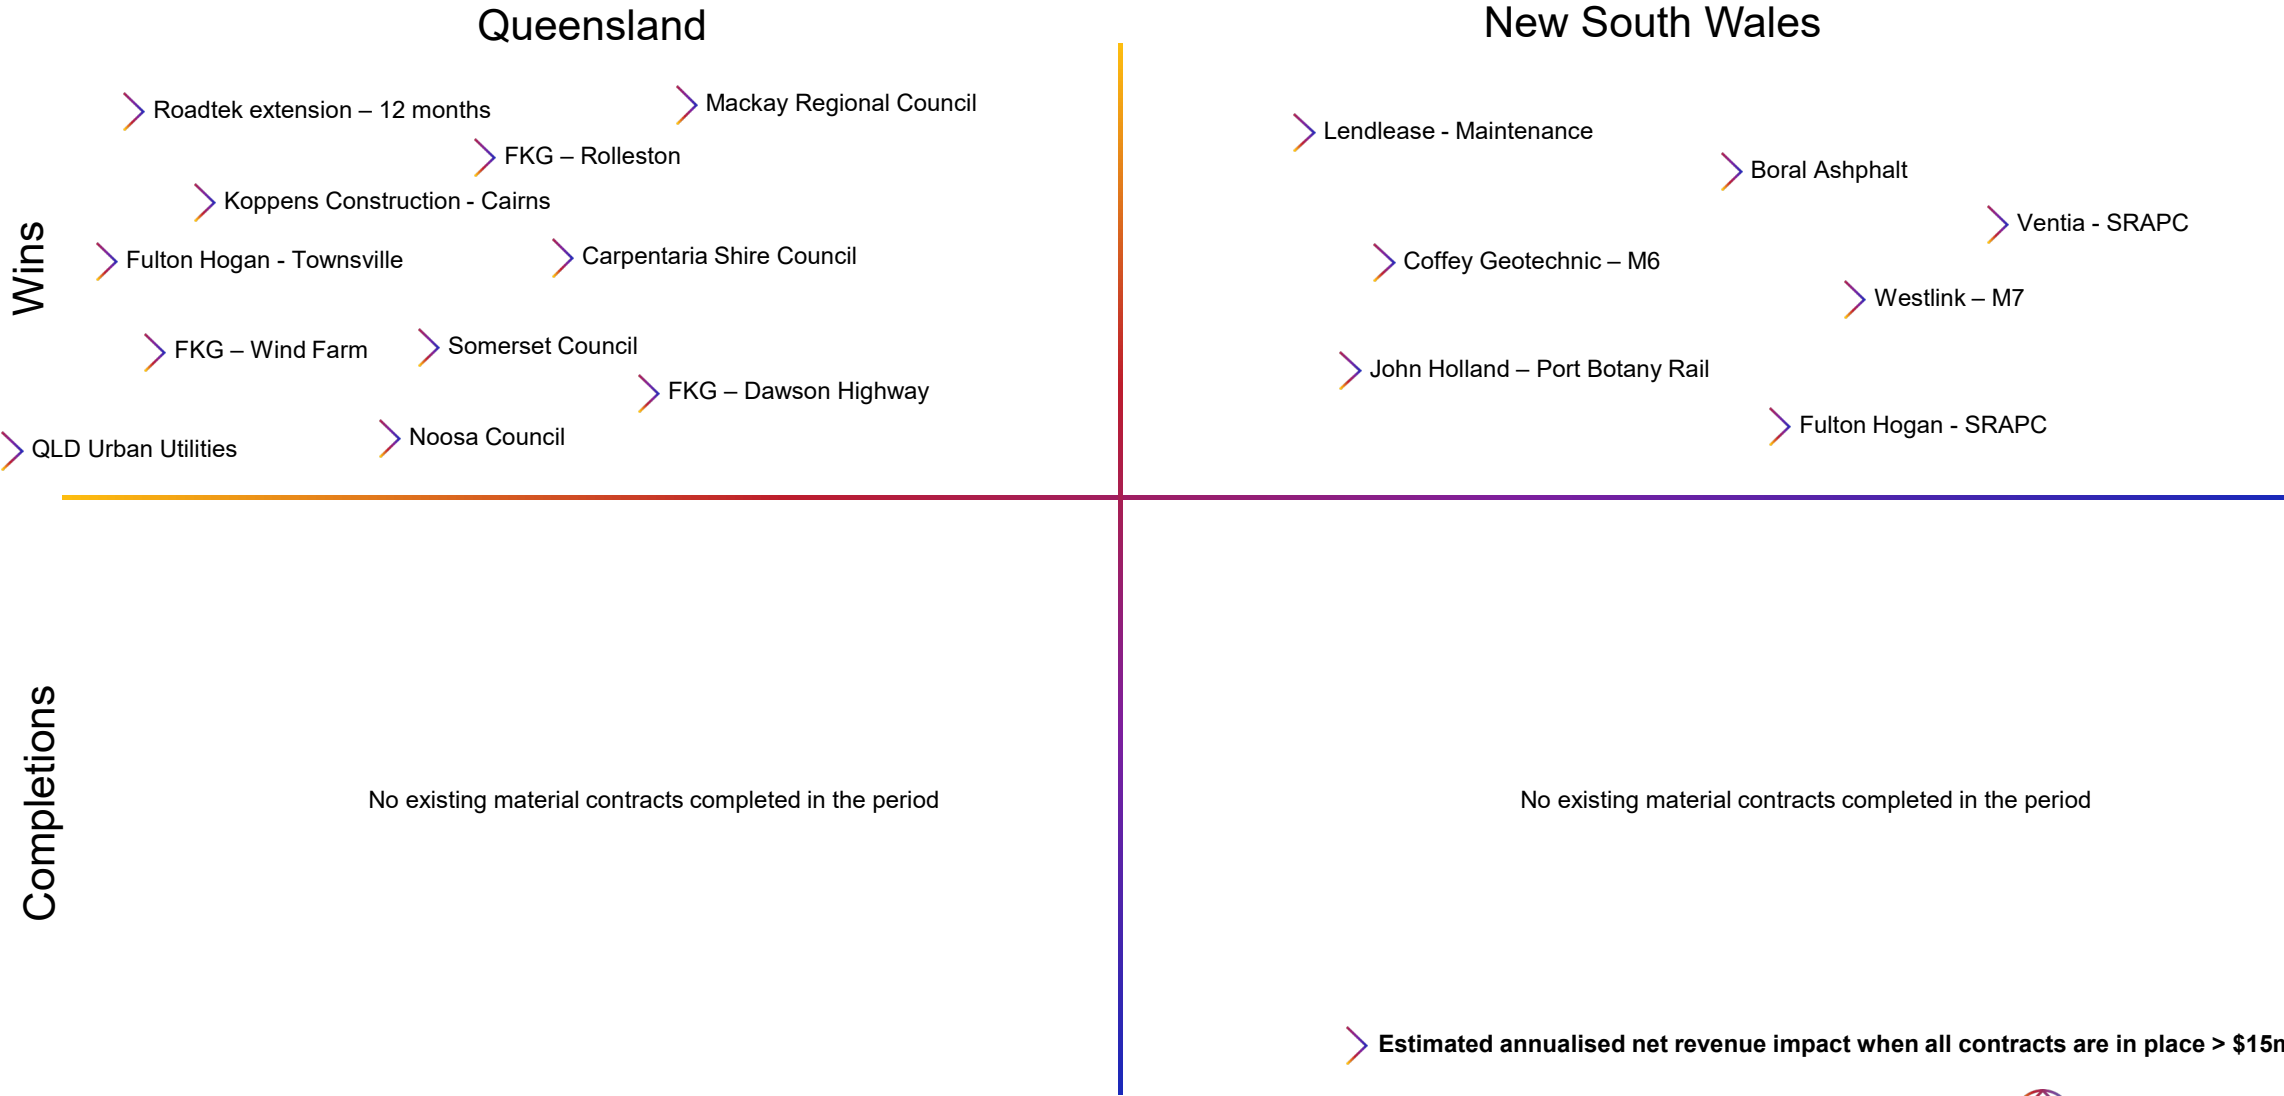 Queensland
New South Wales
Wins
Roadtek extension – 12 months
Mackay Regional Council
FKG – Rolleston
Koppens Construction - Cairns
Fulton Hogan - Townsville
Carpentaria Shire Council
FKG – Wind Farm
Somerset Council
FKG – Dawson Highway
Noosa Council
QLD Urban Utilities
Lendlease - Maintenance
Boral Ashphalt
Ventia - SRAPC
Coffey Geotechnic – M6
Westlink – M7
John Holland – Port Botany Rail
Fulton Hogan - SRAPC
Completions
No existing material contracts completed in the period
No existing material contracts completed in the period
Estimated annualised net revenue impact when all contracts are in place > $15m